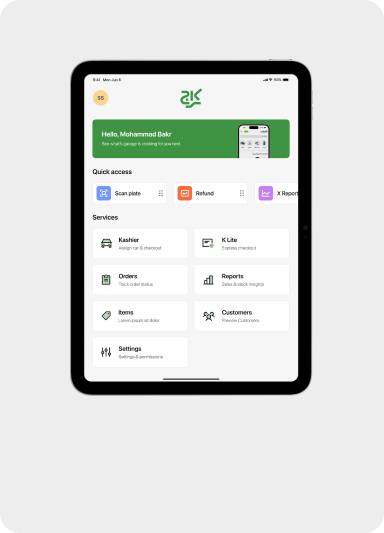 9:41 Mon Jun 6
50%
SS
Hello, Mohammad Bakr
See what's garage is cooking for you next.
Quick access
Scan plate
Refund
X Report
Services
Kashier
Assign car & checkout
K Lite
Express checkout
Orders
Track order status
Reports
Sales & stock insights
Items
Lorem ipsum sit dolor
Customers
Preview Customers
Settings
Settings & permissions